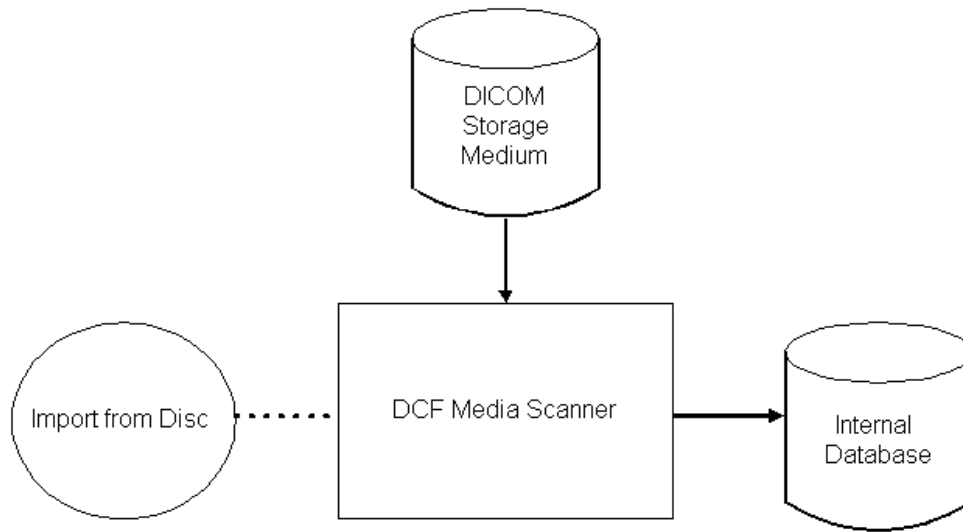 DICOM
Storage
Medium
Import from Disc
DCF Media Scanner
Internal
Database